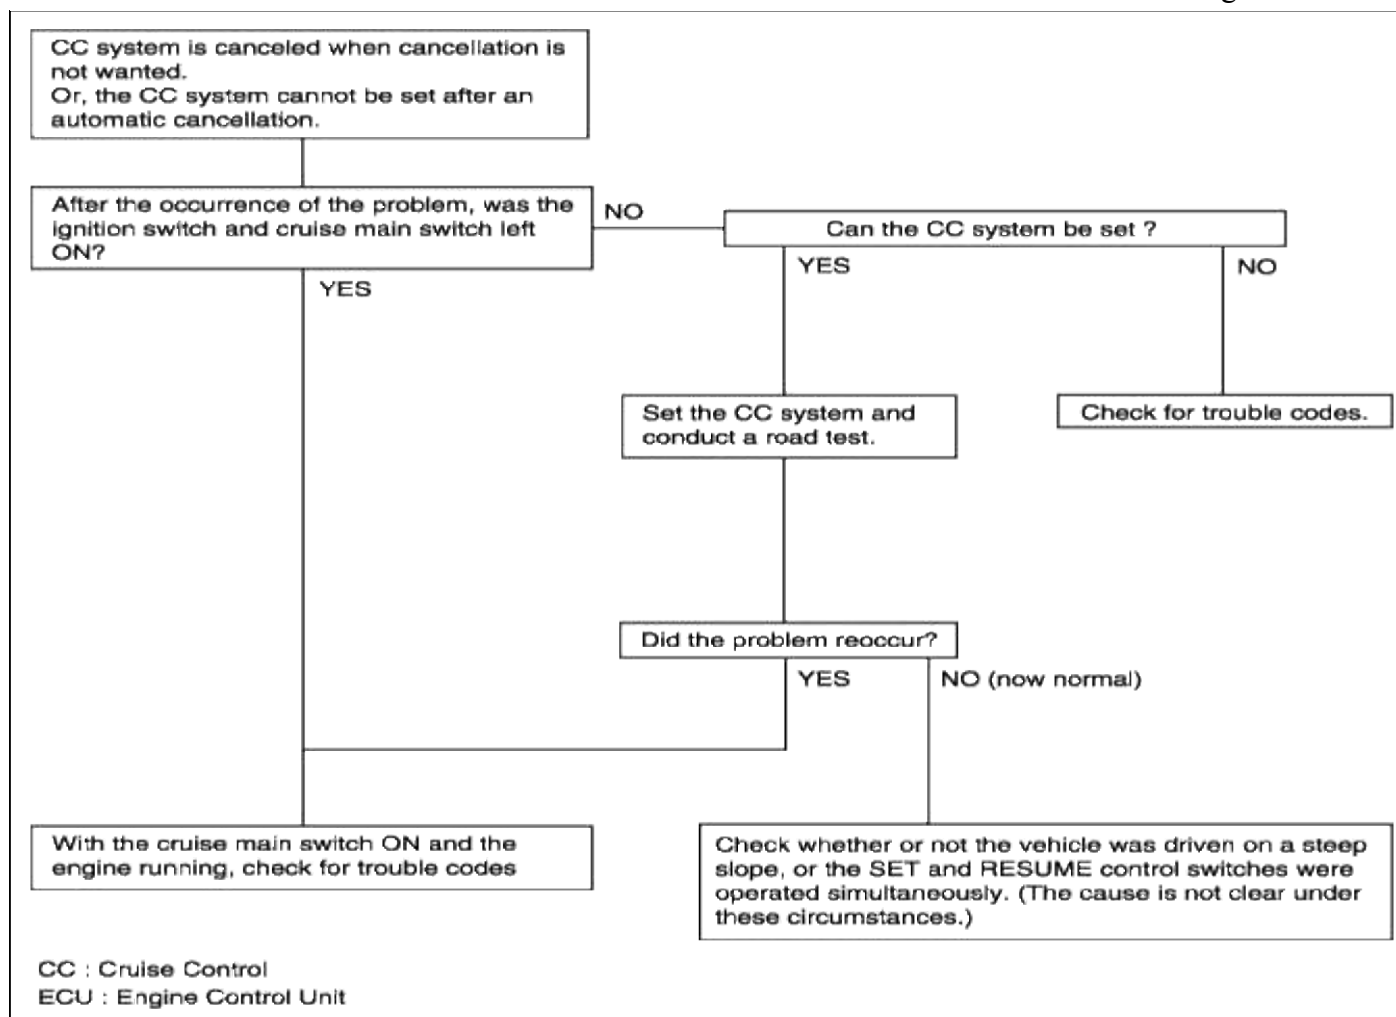 CC system is canceled when cancellation is
not wanted.
Or, the CC system cannot be set after an
automatic cancellation.
After the occurrence of the problem, was the
ignition switch and cruise main switch left
ON?
NO
Can the CC system be set ?
YES
YES
NO
Set the CC system and
conduct a road test.
Check for trouble codes.
Did the problem reoccur?
YES
NO (now normal)
With the cruise main switch ON and the
engine running, check for trouble codes
Check whether or not the vehicle was driven on a steep
slope, or the SET and RESUME control switches were
operated simultaneously. (The cause is not clear under
these circumstances.)
CC : Cruise Control
ECU : Engine Control Unit